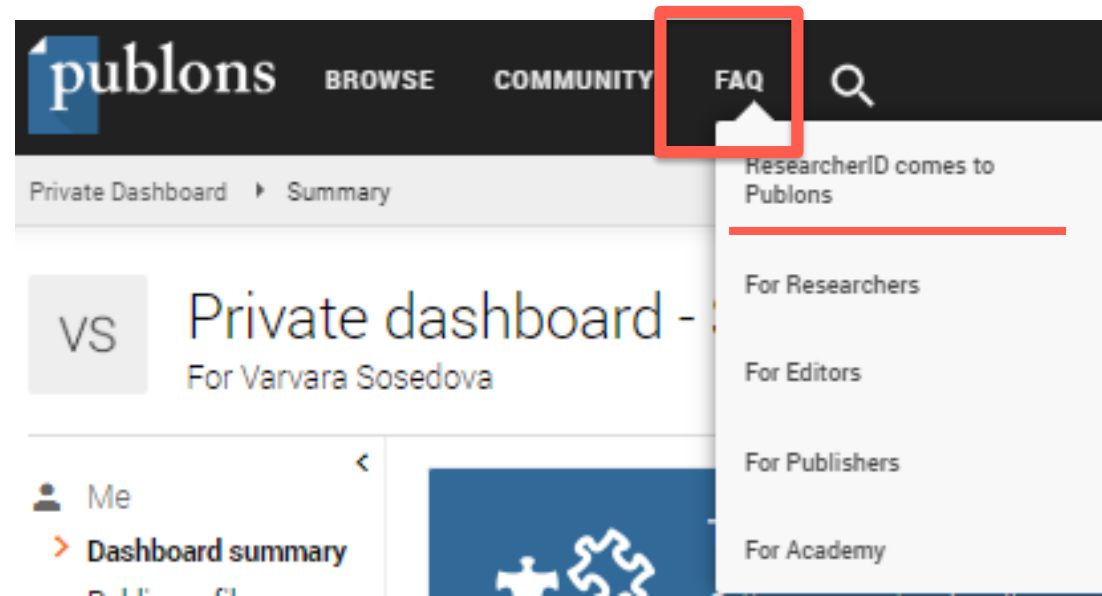 publons BROWSE COMMUNITY FAQ
ResearcherID comes to
Publons
Private Dashboard Summary
For Researchers
VS
Private dashboard -
For Varvara Sosedova
For Editors
For Publishers
Me
Dashboard summary
For Academy